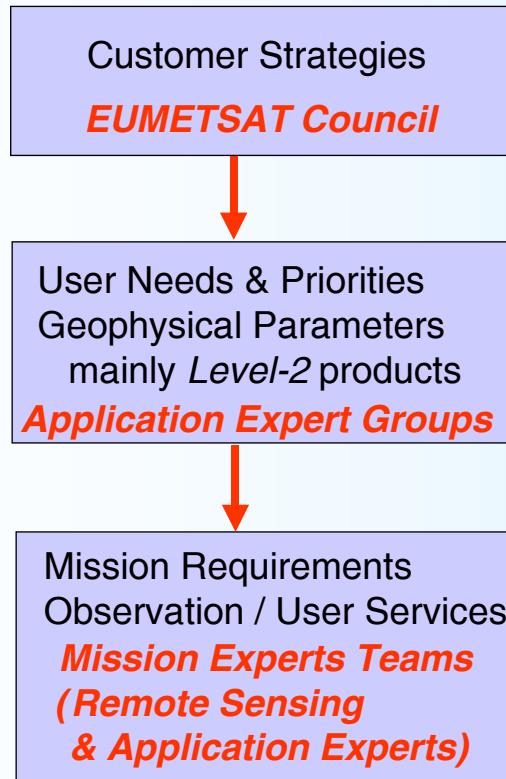 Customer Strategies
EUMETSAT Council
User Needs & Priorities
Geophysical Parameters
mainly Level-2 products
Application Expert Groups
Mission Requirements
Observation / User Services
Mission Experts Teams
(Remote Sensing
& Application Experts)